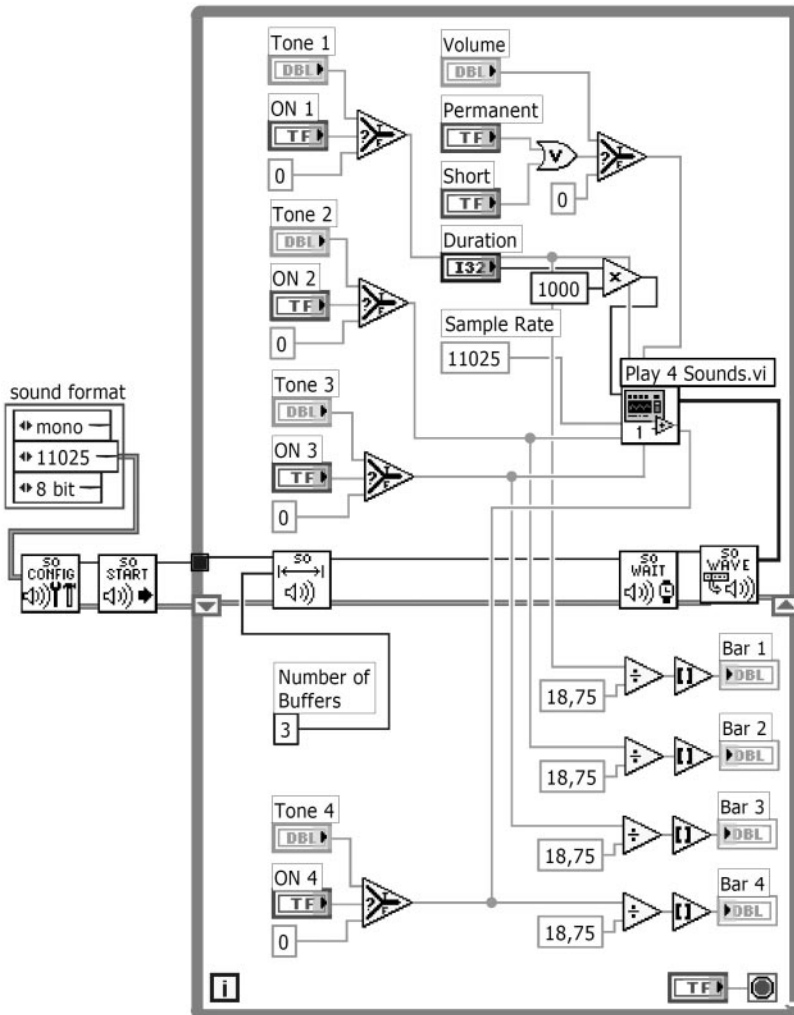 Tone 1
DBL
ON 1
TF
0
? T F
Volume
DBL
Permanent
TF
Short
TF
V
? T F
0
Tone 2
DBL
ON 2
TF
0
? T F
Duration
I32
1000
×
Sample Rate
11025
Play 4 Sounds.vi
1
+
Tone 3
DBL
ON 3
TF
0
? T F
sound format
mono
11025
8 bit
SO
CONFIG
SO
START
SO
SO
WAIT
SO
WAVE
Number of
Buffers
3
18,75
÷
[ ]
Bar 1
DBL
18,75
÷
[ ]
Bar 2
DBL
18,75
÷
[ ]
Bar 3
DBL
18,75
÷
[ ]
Bar 4
DBL
Tone 4
DBL
ON 4
TF
0
? T F
i
TF